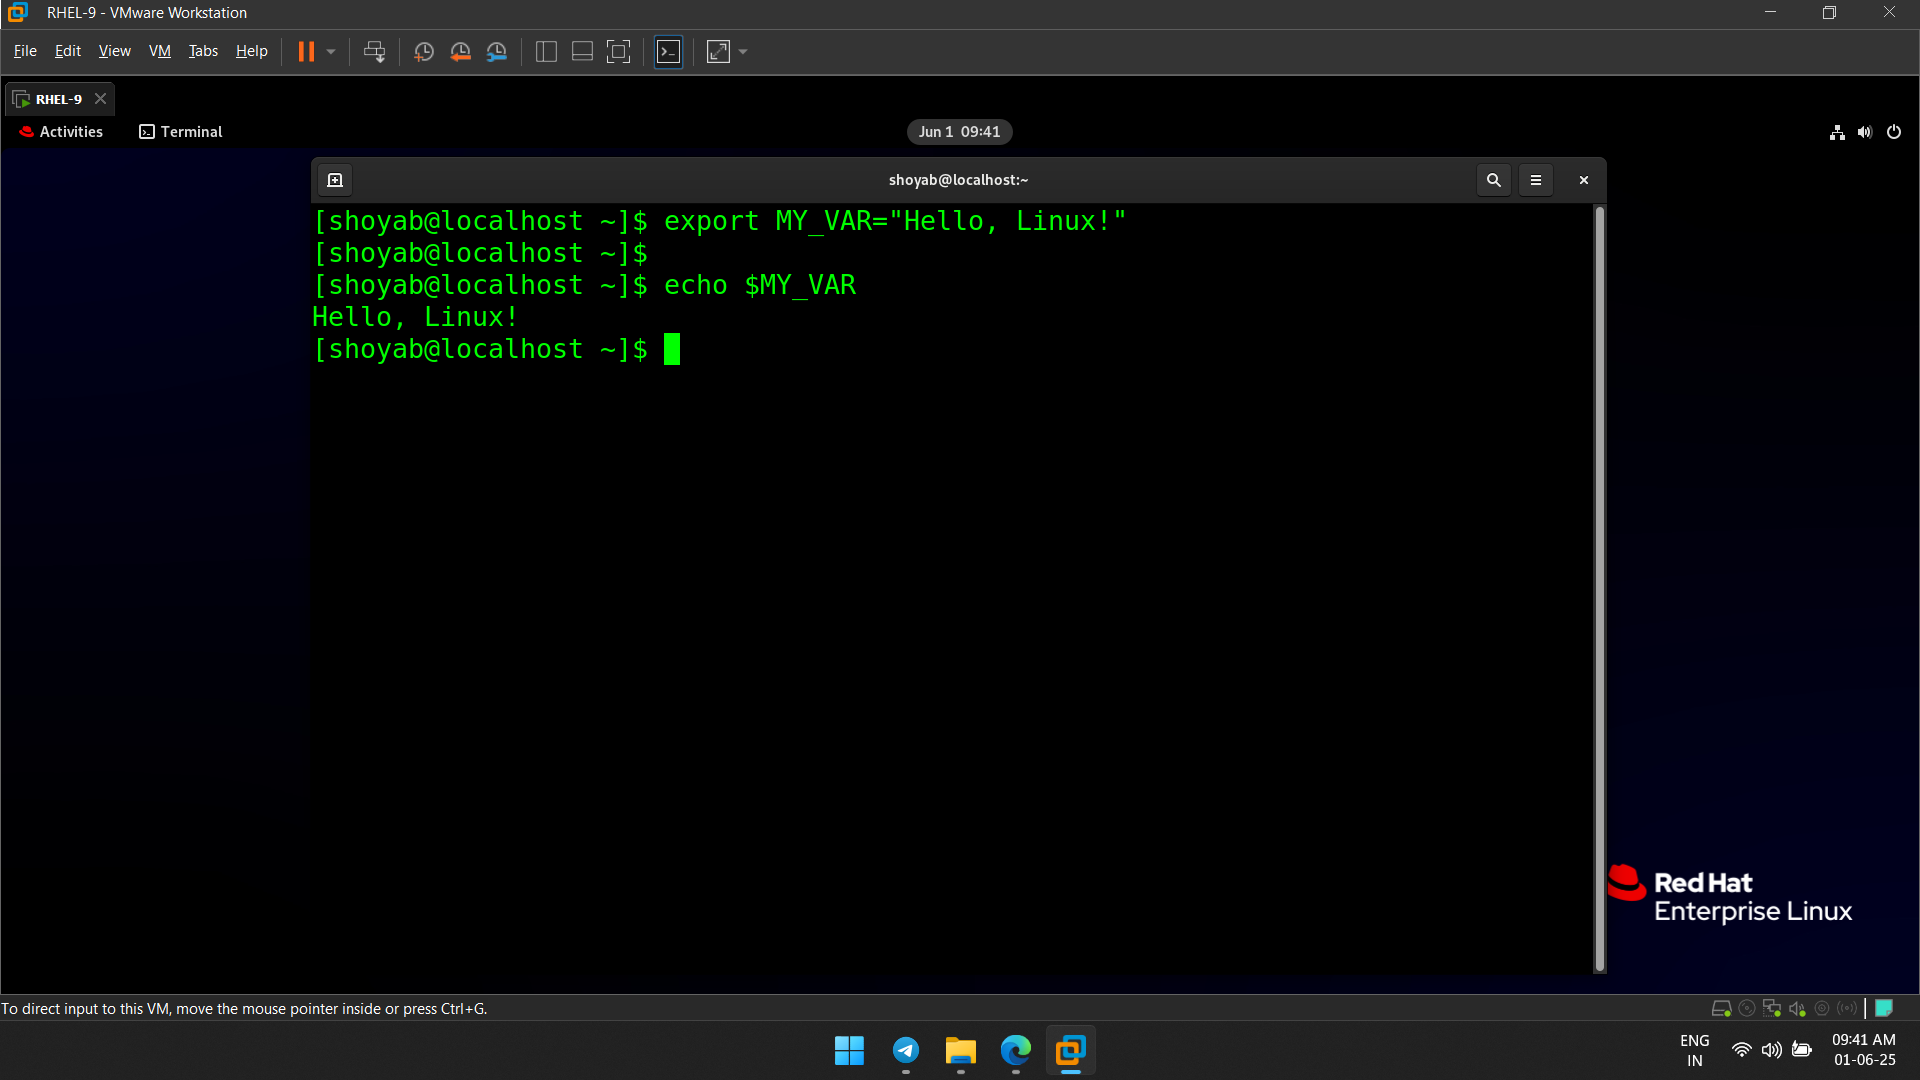 RHEL-9 - VMware Workstation
File Edit View VM Tabs Help
RHEL-9
Activities Terminal Jun 1 09:41
shoyab@localhost:~
[shoyab@localhost ~]$ export MY_VAR="Hello, Linux!"
[shoyab@localhost ~]$
[shoyab@localhost ~]$ echo $MY_VAR
Hello, Linux!
[shoyab@localhost ~]$
Red Hat
Enterprise Linux
To direct input to this VM, move the mouse pointer inside or press Ctrl+G.
ENG
IN
09:41 AM
01-06-25